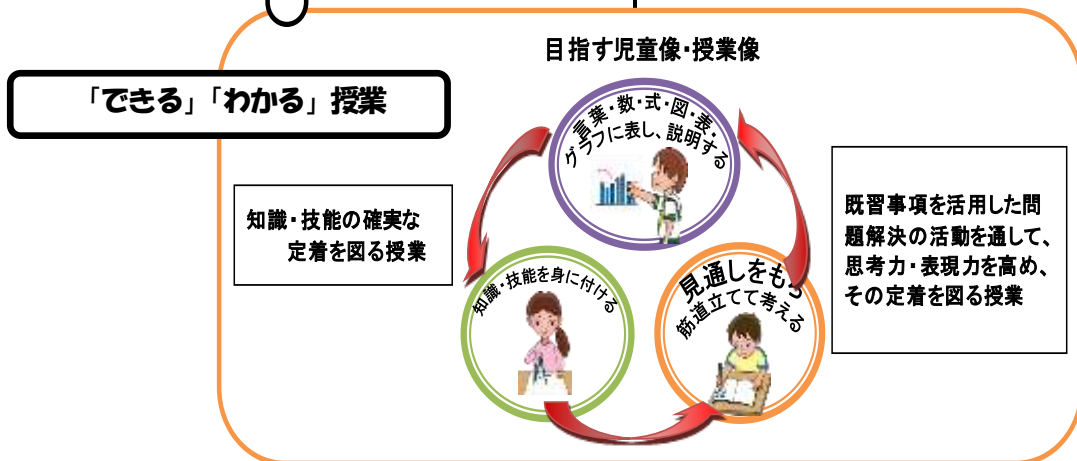 目指す児童像・授業像
「できる」「わかる」授業
言葉・数・式・図・表・
グラフに表し、説明する
知識・技能の確実な
定着を図る授業
既習事項を活用した問
題解決の活動を通して、
思考力・表現力を高め、
その定着を図る授業
知識・技能を身に付ける
見通しをもち
筋道立てて考える